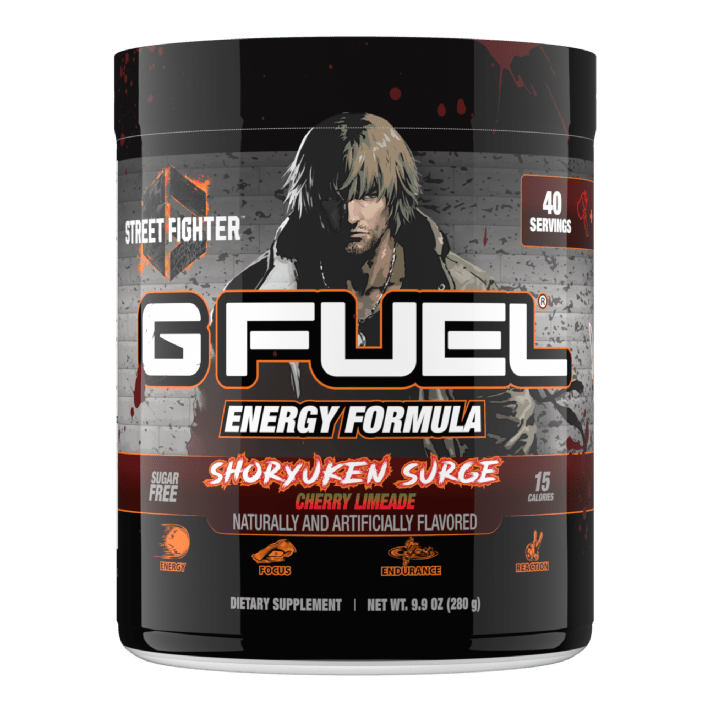 STREET FIGHTER™
40
SERVINGS
G FUEL®
ENERGY FORMULA
SHORYUKEN SURGE
CHERRY LIMEADE
NATURALLY AND ARTIFICIALLY FLAVORED
SUGAR
FREE
15
CALORIES
ENERGY
FOCUS
ENDURANCE
REACTION
DIETARY SUPPLEMENT | NET WT. 9.9 OZ (280 g)